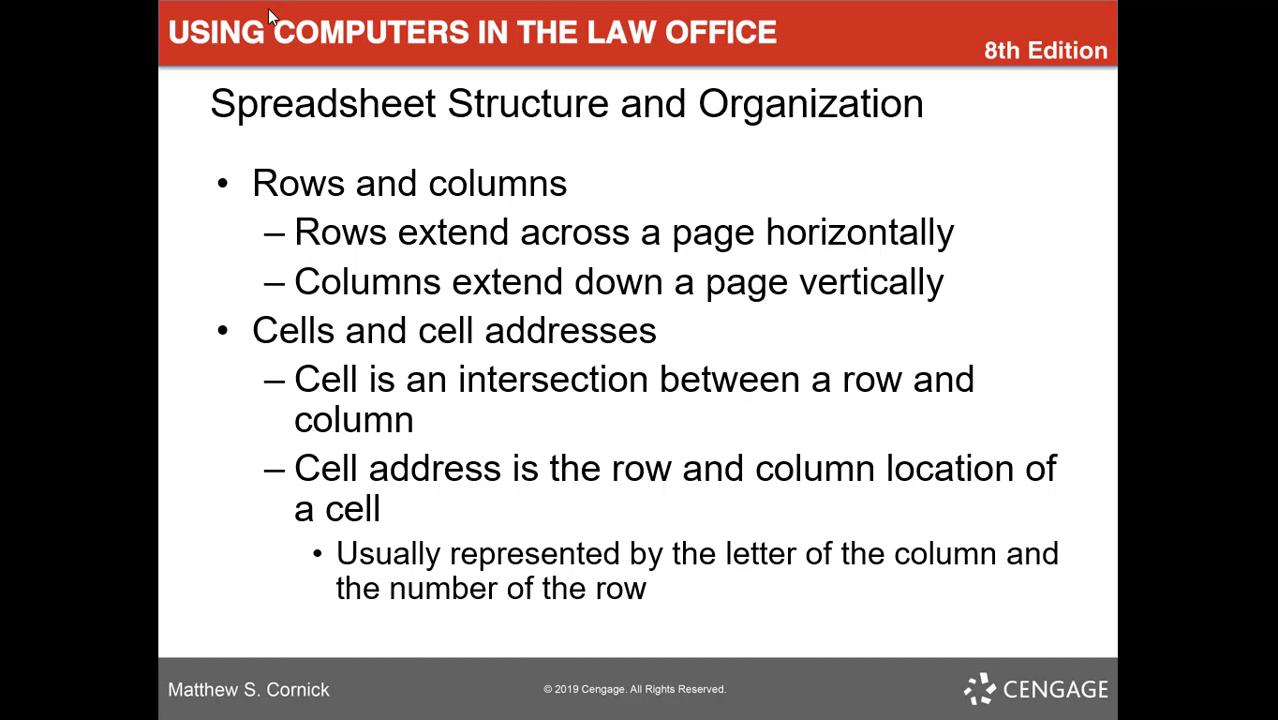 USING COMPUTERS IN THE LAW OFFICE
8th Edition
Spreadsheet Structure and Organization
• Rows and columns
– Rows extend across a page horizontally
– Columns extend down a page vertically
• Cells and cell addresses
– Cell is an intersection between a row and
column
– Cell address is the row and column location of
a cell
• Usually represented by the letter of the column and
the number of the row
Matthew S. Cornick
© 2019 Cengage. All Rights Reserved.
CENGAGE